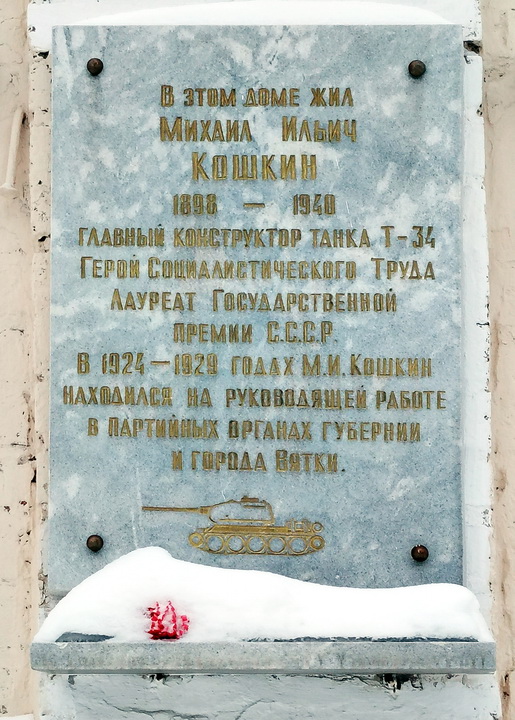 В этом доме жил
Михаил Ильич
Кошкин
1898 — 1940
главный конструктор танка Т-34
Герой Социалистического Труда
Лауреат Государственной
премии С.С.С.Р.
В 1924 — 1929 годах М.И. Кошкин
находился на руководящей работе
в партийных органах губернии
и города Вятки.